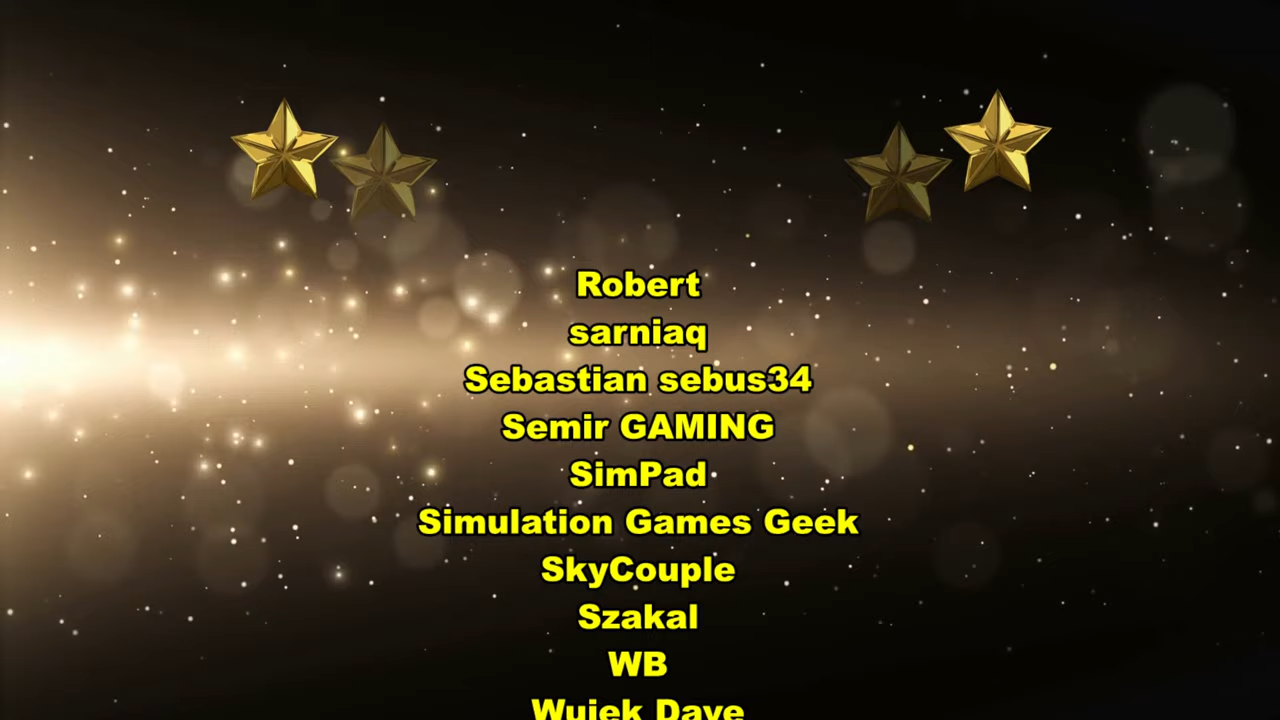 Robert
sarniaq
Sebastian sebus34
Semir GAMING
SimPad
Simulation Games Geek
SkyCouple
Szakal
WB
Wujek Dave